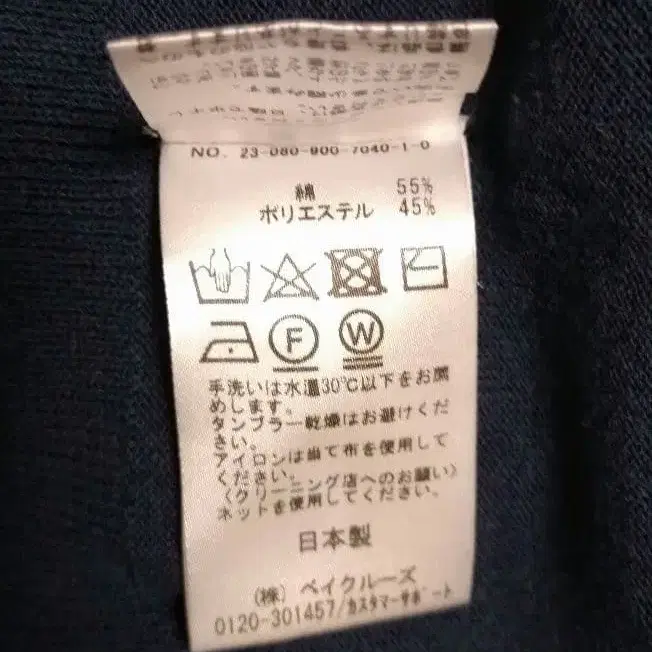 NO. 23-080-900-7040-1-0
綿 55%
ポリエステル 45%
F W
手洗いは水温30℃以下をお関
めします。
タンブラー乾燥はお避けくだ
さい。
アイロンは当て布を使用して
ください。
〈クリーニング店へのお願い〉
ネットを使用してください。
日本製
(株) ベイクルーズ
0120-301457/カスタマーサポート